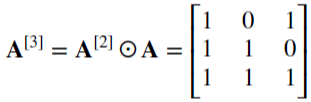 A^[3] = A^[2] ⊙ A = [1 0 1
1 1 0
1 1 1]